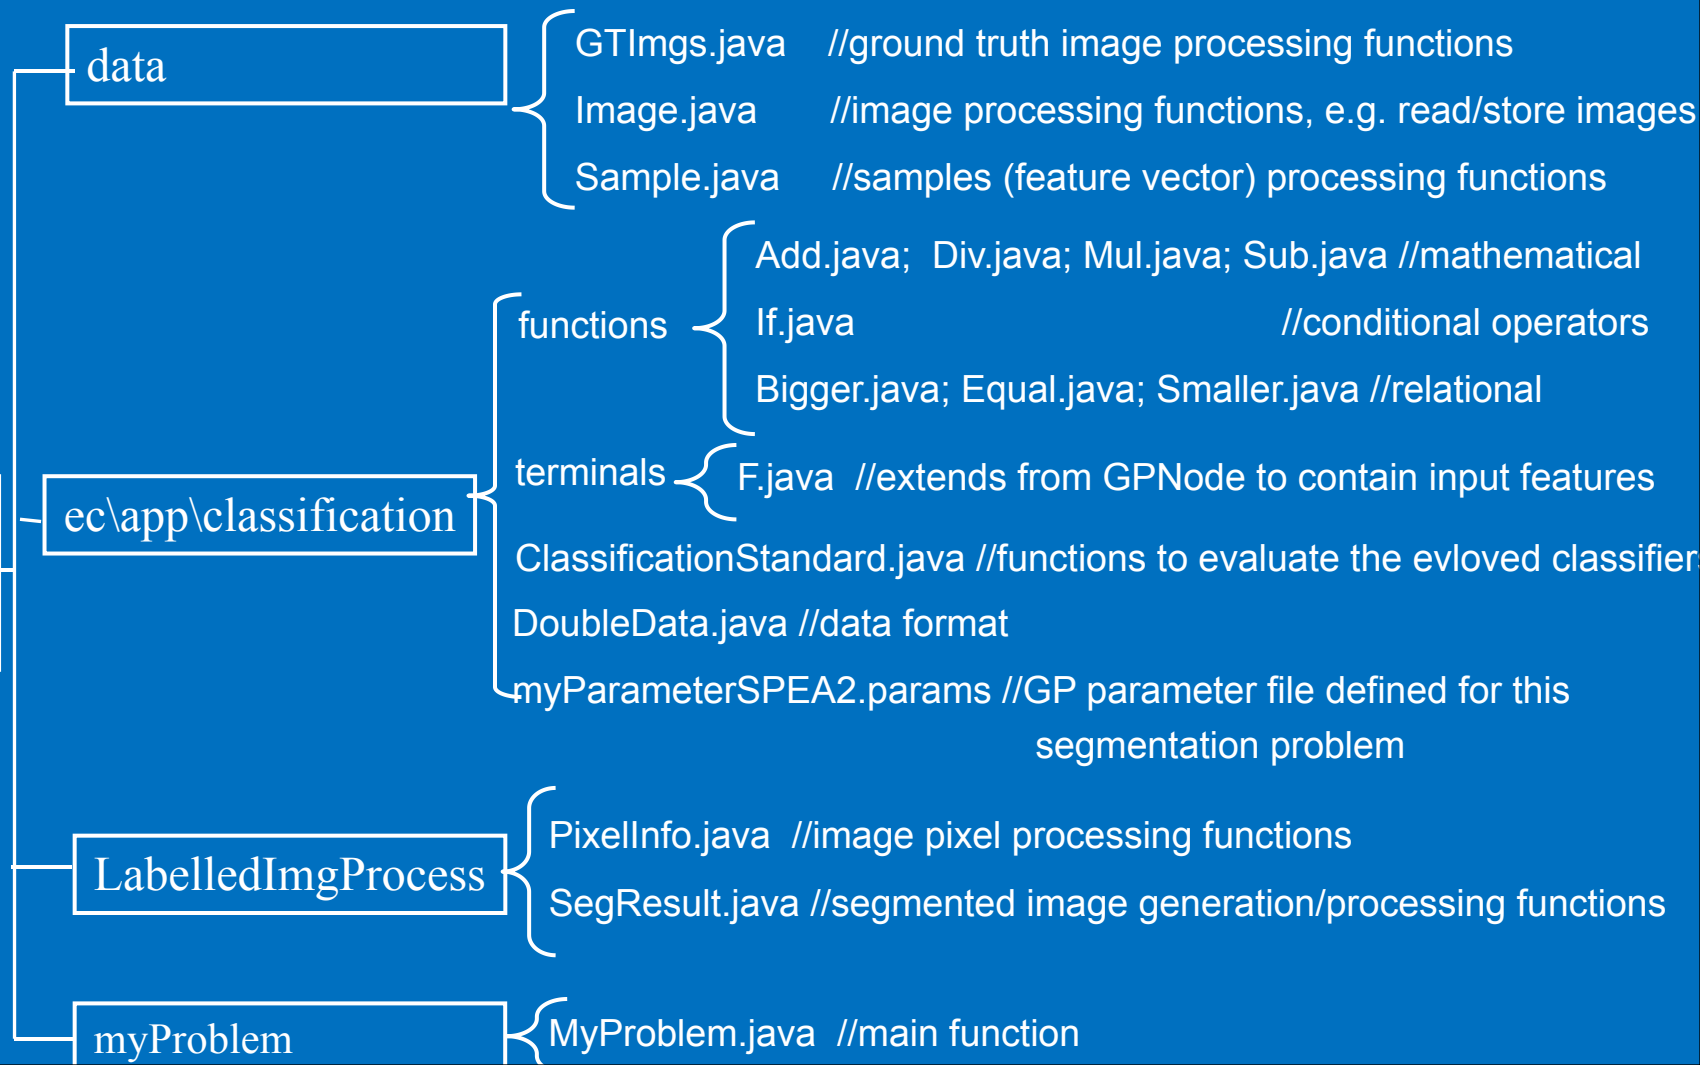 data
GTImgs.java //ground truth image processing functions
Image.java //image processing functions, e.g. read/store images
Sample.java //samples (feature vector) processing functions
ec\app\classification
functions
Add.java; Div.java; Mul.java; Sub.java //mathematical
If.java //conditional operators
Bigger.java; Equal.java; Smaller.java //relational
terminals
F.java //extends from GPNode to contain input features
ClassificationStandard.java //functions to evaluate the evloved classifiers
DoubleData.java //data format
myParameterSPEA2.params //GP parameter file defined for this
segmentation problem
LabelledImgProcess
PixelInfo.java //image pixel processing functions
SegResult.java //segmented image generation/processing functions
myProblem
MyProblem.java //main function